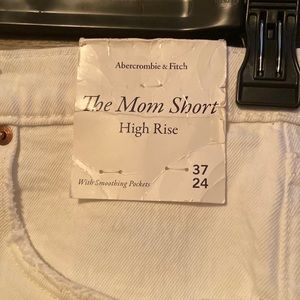 Abercrombie & Fitch
The Mom Short
High Rise
37
With Smoothing Pockets 24